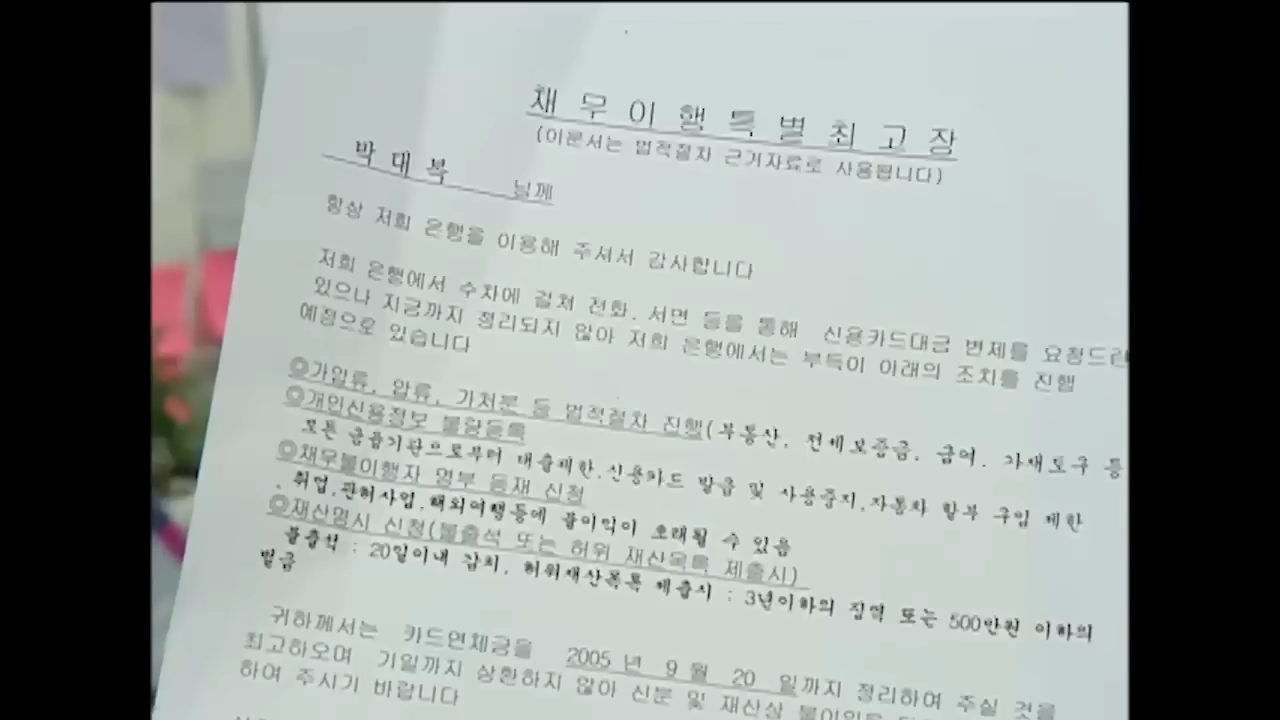 채무이행특별최고장
(이문서는 법적절차 근거자료로 사용됩니다)
박대복 님께
항상 저희 은행을 이용해 주셔서 감사합니다
저희 은행에서 수차에 걸쳐 전화, 서면 등을 통해 신용카드대금 변제를 요청드린
있으나 지금까지 정리되지 않아 저희 은행에서는 부득이 아래의 조치를 진행
예정으로 있습니다
◎가압류, 압류, 가처분 등 법적절차 진행(부동산, 전세보증금, 급여, 가재도구 등
◎개인신용정보 불량등록
모든 금융기관으로부터 대출제한,신용카드 발급 및 사용중지,자동차 할부 구입 제한
◎채무불이행자 명부 등재 신청
. 취업,관허사업,해외여행등에 불이익이 초래될 수 있음
◎재산명시 신청(불출석 또는 허위 재산목록 제출시)
불출석 : 20일이내 감치, 허위재산목록 제출시 : 3년이하의 징역 또는 500만원 이하의
벌금
귀하께서는 카드연체금을 2005년 9월 20일까지 정리하여 주실 것을
최고하오며 기일까지 상환하지 않아 신분 및 재산상 불이익을
하여 주시기 바랍니다